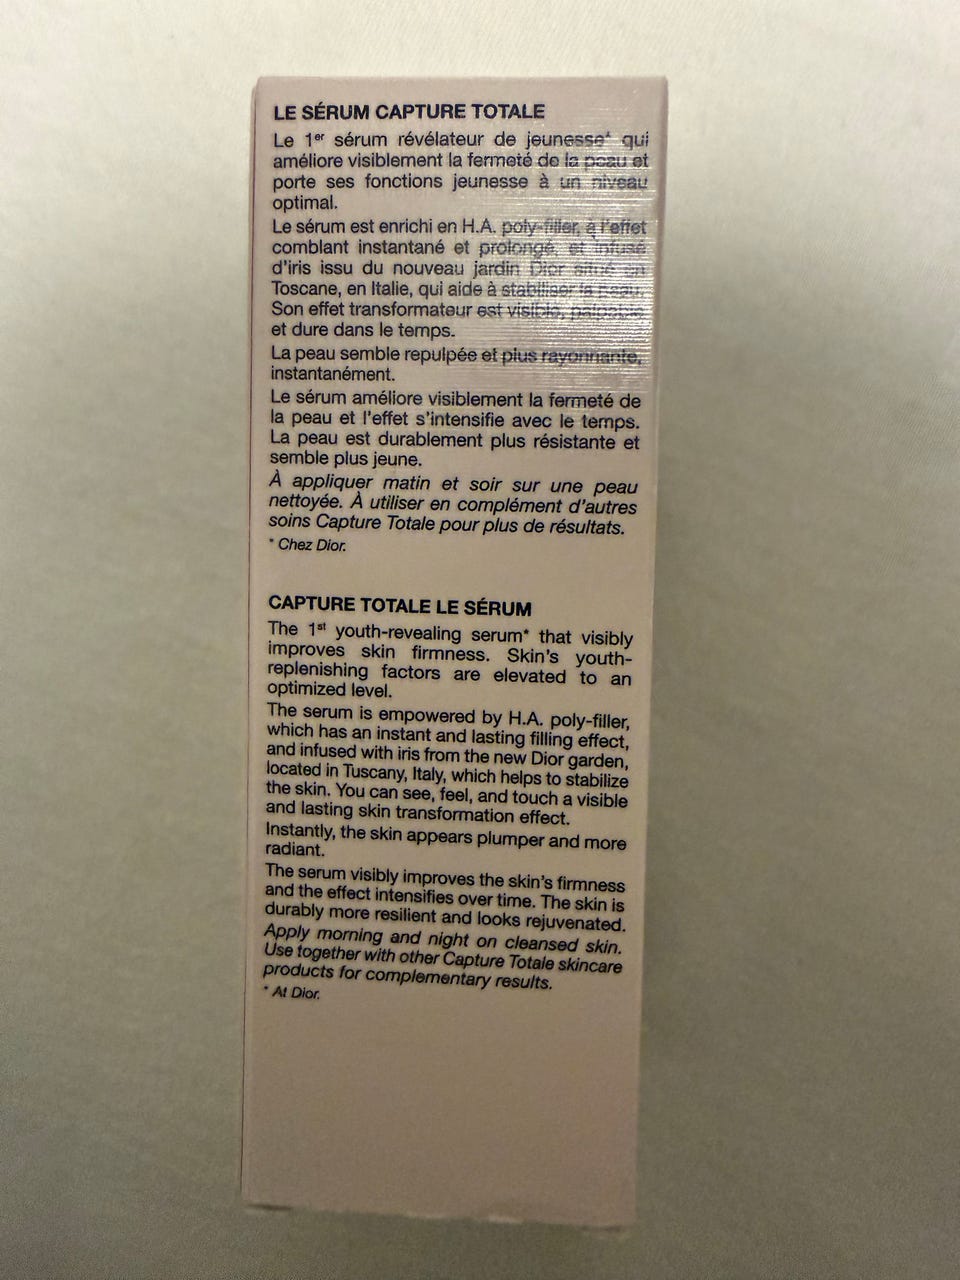 LE SÉRUM CAPTURE TOTALE
Le 1er sérum révélateur de jeunesse* qui
améliore visiblement la fermeté de la peau et
porte ses fonctions jeunesse à un niveau
optimal.
Le sérum est enrichi en H.A. poly-filler, à l'effet
comblant instantané et prolongé, et infusé
d'iris issu du nouveau jardin Dior situé en
Toscane, en Italie, qui aide à stabiliser la peau.
Son effet transformateur est visible, palpable
et dure dans le temps.
La peau semble repulpée et plus rayonnante,
instantanément.
Le sérum améliore visiblement la fermeté de
la peau et l'effet s'intensifie avec le temps.
La peau est durablement plus résistante et
semble plus jeune.
À appliquer matin et soir sur une peau
nettoyée. À utiliser en complément d'autres
soins Capture Totale pour plus de résultats.
* Chez Dior.
CAPTURE TOTALE LE SÉRUM
The 1st youth-revealing serum* that visibly
improves skin firmness. Skin's youth-
replenishing factors are elevated to an
optimized level.
The serum is empowered by H.A. poly-filler,
which has an instant and lasting filling effect,
and infused with iris from the new Dior garden,
located in Tuscany, Italy, which helps to stabilize
the skin. You can see, feel, and touch a visible
and lasting skin transformation effect.
Instantly, the skin appears plumper and more
radiant.
The serum visibly improves the skin's firmness
and the effect intensifies over time. The skin is
durably more resilient and looks rejuvenated.
Apply morning and night on cleansed skin.
Use together with other Capture Totale skincare
products for complementary results.
* At Dior.